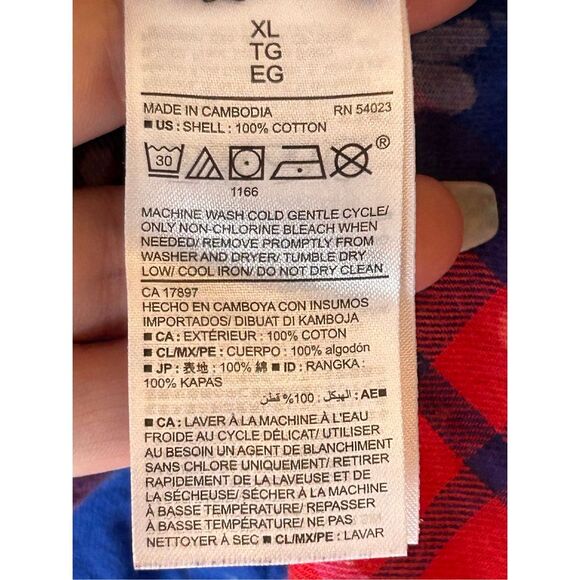 XL
TG
EG
MADE IN CAMBODIA RN 54023
■ US : SHELL : 100% COTTON
30
®
1166
MACHINE WASH COLD GENTLE CYCLE/
ONLY NON-CHLORINE BLEACH WHEN
NEEDED/ REMOVE PROMPTLY FROM
WASHER AND DRYER/ TUMBLE DRY
LOW/ COOL IRON/ DO NOT DRY CLEAN
CA 17897
HECHO EN CAMBOYA CON INSUMOS
IMPORTADOS/ DIBUAT DI KAMBOJA
■ CA : EXTÉRIEUR : 100% COTON
■ CL/MX/PE : CUERPO : 100% algodón
■ JP : 表地 : 100% 綿 ■ ID : RANGKA :
100% KAPAS
■AE : الهيكل : 100% قطن
■ CA : LAVER À LA MACHINE À L'EAU
FROIDE AU CYCLE DÉLICAT/ UTILISER
AU BESOIN UN AGENT DE BLANCHIMENT
SANS CHLORE UNIQUEMENT/ RETIRER
RAPIDEMENT DE LA LAVEUSE ET DE
LA SÉCHEUSE/ SÉCHER À LA MACHINE
À BASSE TEMPÉRATURE/ REPASSER
À BASSE TEMPÉRATURE/ NE PAS
NETTOYER À SEC ■ CL/MX/PE : LAVAR